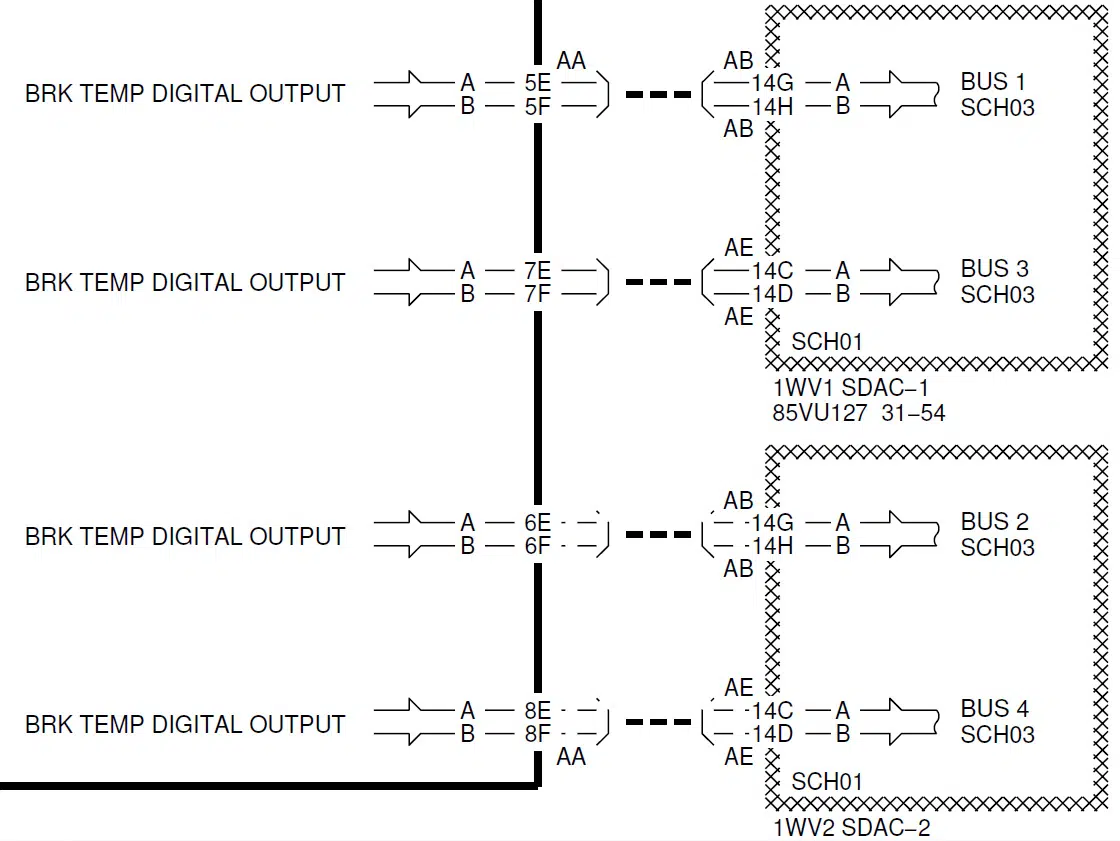 AA
AB
BRK TEMP DIGITAL OUTPUT
A 5E 14G A BUS 1
B 5F 14H B SCH03
AB
AE
BRK TEMP DIGITAL OUTPUT
A 7E 14C A BUS 3
B 7F 14D B SCH03
AE
SCH01
1WV1 SDAC−1
85VU127 31−54
AB
BRK TEMP DIGITAL OUTPUT
A 6E 14G A BUS 2
B 6F 14H B SCH03
AB
AE
BRK TEMP DIGITAL OUTPUT
A 8E 14C A BUS 4
B 8F 14D B SCH03
AA
AE
SCH01
1WV2 SDAC−2